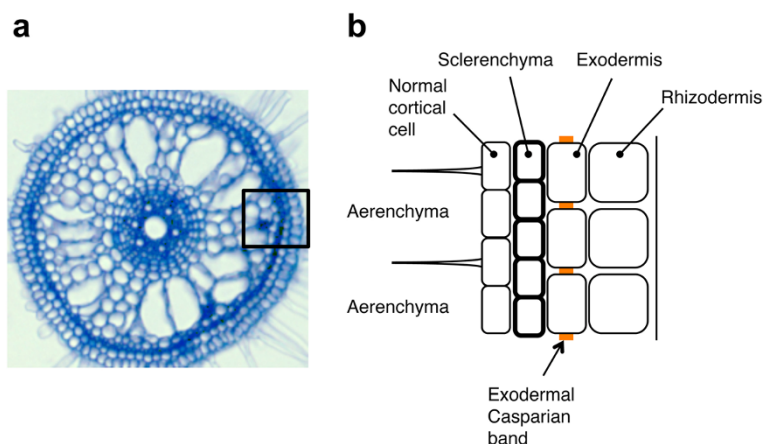 a
b
Sclerenchyma
Exodermis
Normal
cortical
cell
Rhizodermis
Aerenchyma
Aerenchyma
Exodermal
Casparian
band